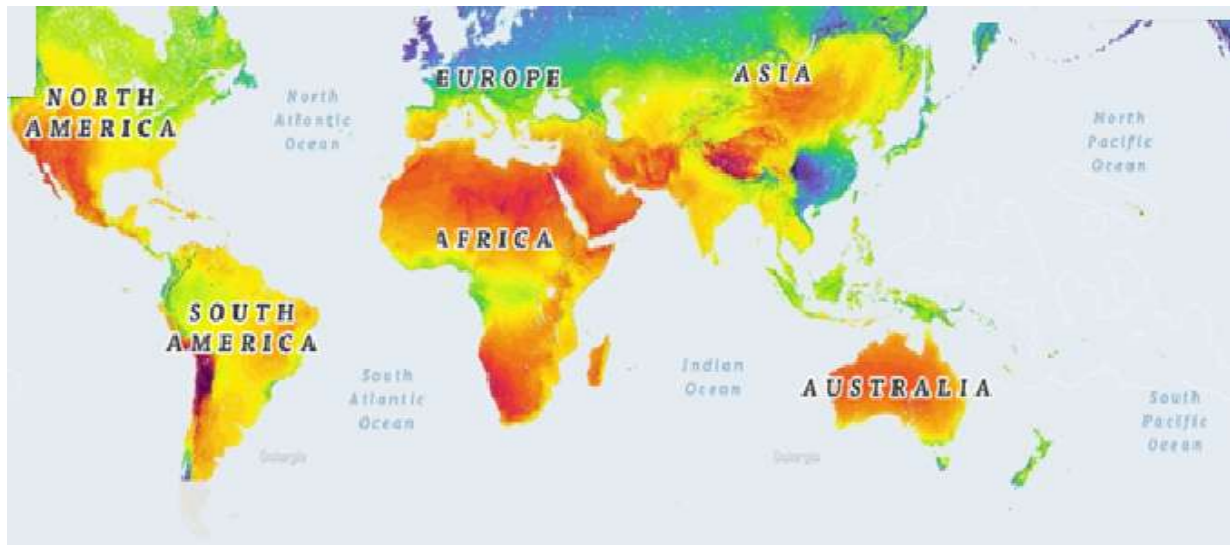 NORTH
AMERICA
North
Atlantic
Ocean
EUROPE
ASIA
North
Pacific
Ocean
AFRICA
SOUTH
AMERICA
South
Atlantic
Ocean
Indian
Ocean
AUSTRALIA
South
Pacific
Ocean